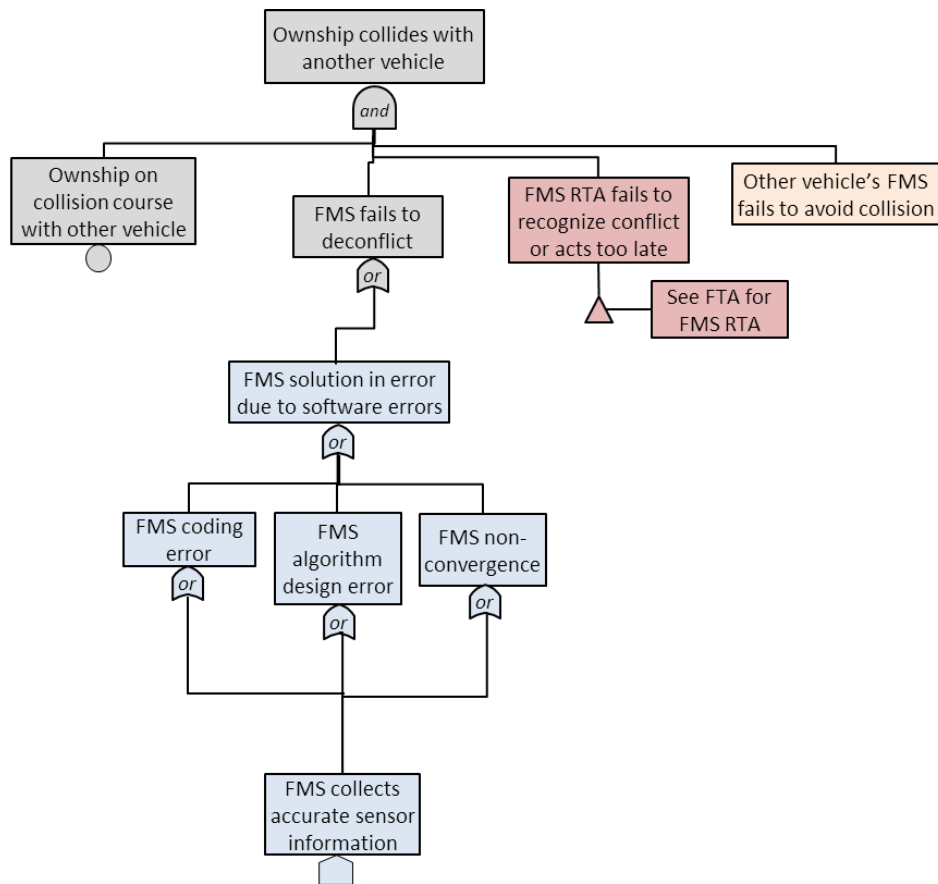 Ownship collides with
another vehicle
and
Ownship on
collision course
with other vehicle
FMS fails to
deconflict
FMS RTA fails to
recognize conflict
or acts too late
Other vehicle's FMS
fails to avoid collision
or
See FTA for
FMS RTA
FMS solution in error
due to software errors
or
FMS coding
error
FMS
algorithm
design error
FMS non-
convergence
or
or
or
FMS collects
accurate sensor
information